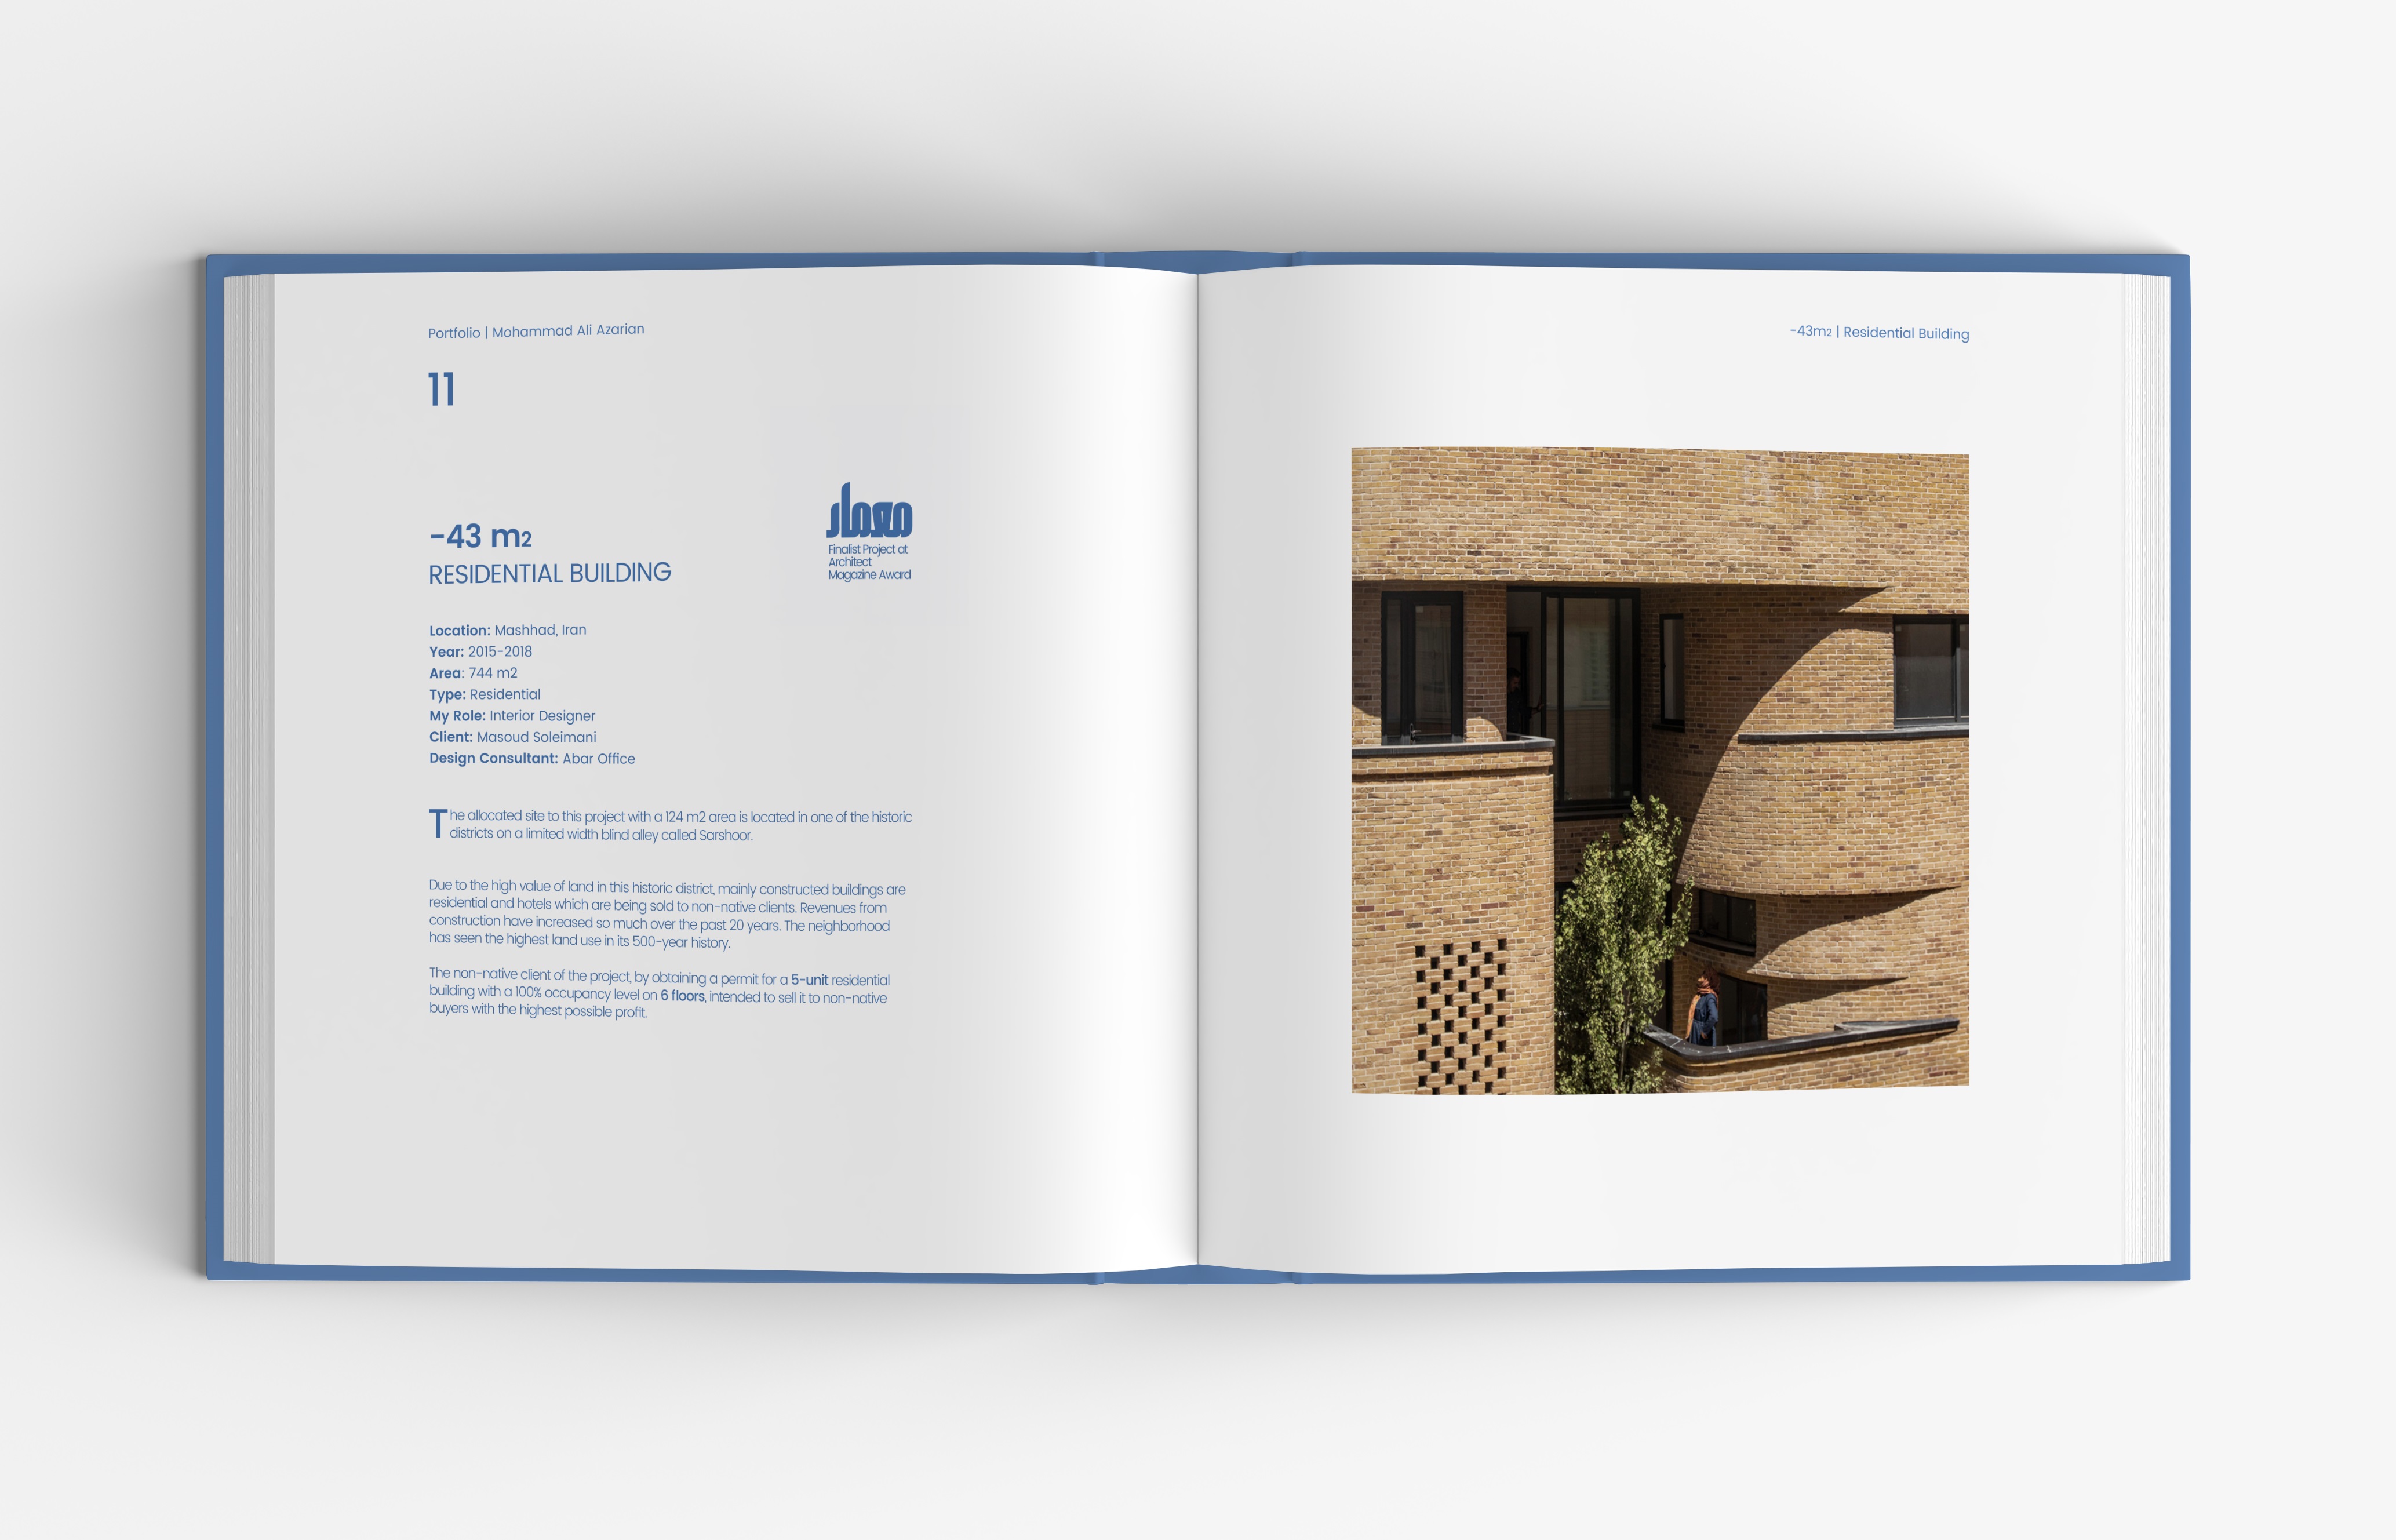 Portfolio | Mohammad Ali Azarian
11
-43 m2
RESIDENTIAL BUILDING
معمار
Finalist Project at
Architect
Magazine Award
Location: Mashhad, Iran
Year: 2015-2018
Area: 744 m2
Type: Residential
My Role: Interior Designer
Client: Masoud Soleimani
Design Consultant: Abar Office
The allocated site to this project with a 124 m2 area is located in one of the historic
districts on a limited width blind alley called Sarshoor.
Due to the high value of land in this historic district, mainly constructed buildings are
residential and hotels which are being sold to non-native clients. Revenues from
construction have increased so much over the past 20 years. The neighborhood
has seen the highest land use in its 500-year history.
The non-native client of the project, by obtaining a permit for a 5-unit residential
building with a 100% occupancy level on 6 floors, intended to sell it to non-native
buyers with the highest possible profit.
-43m2 | Residential Building